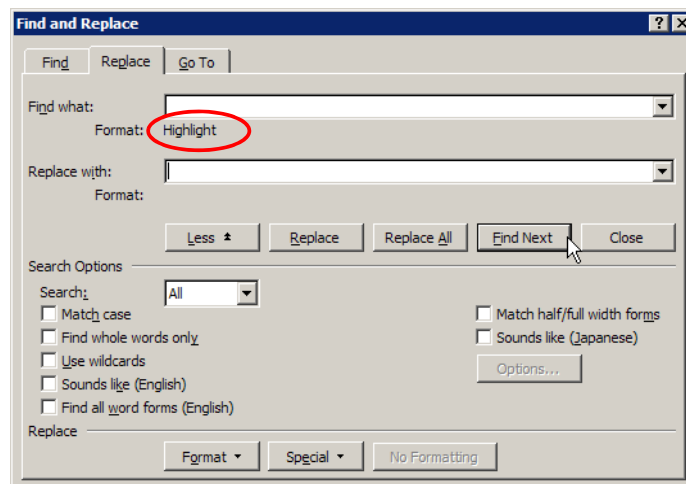 Find and Replace
Find Replace Go To
Find what:
Format: Highlight
Replace with:
Format:
Less Replace Replace All Find Next Close
Search Options
Search: All
Match case Match half/full width forms
Find whole words only Sounds like (Japanese)
Use wildcards Options...
Sounds like (English)
Find all word forms (English)
Replace
Format Special No Formatting